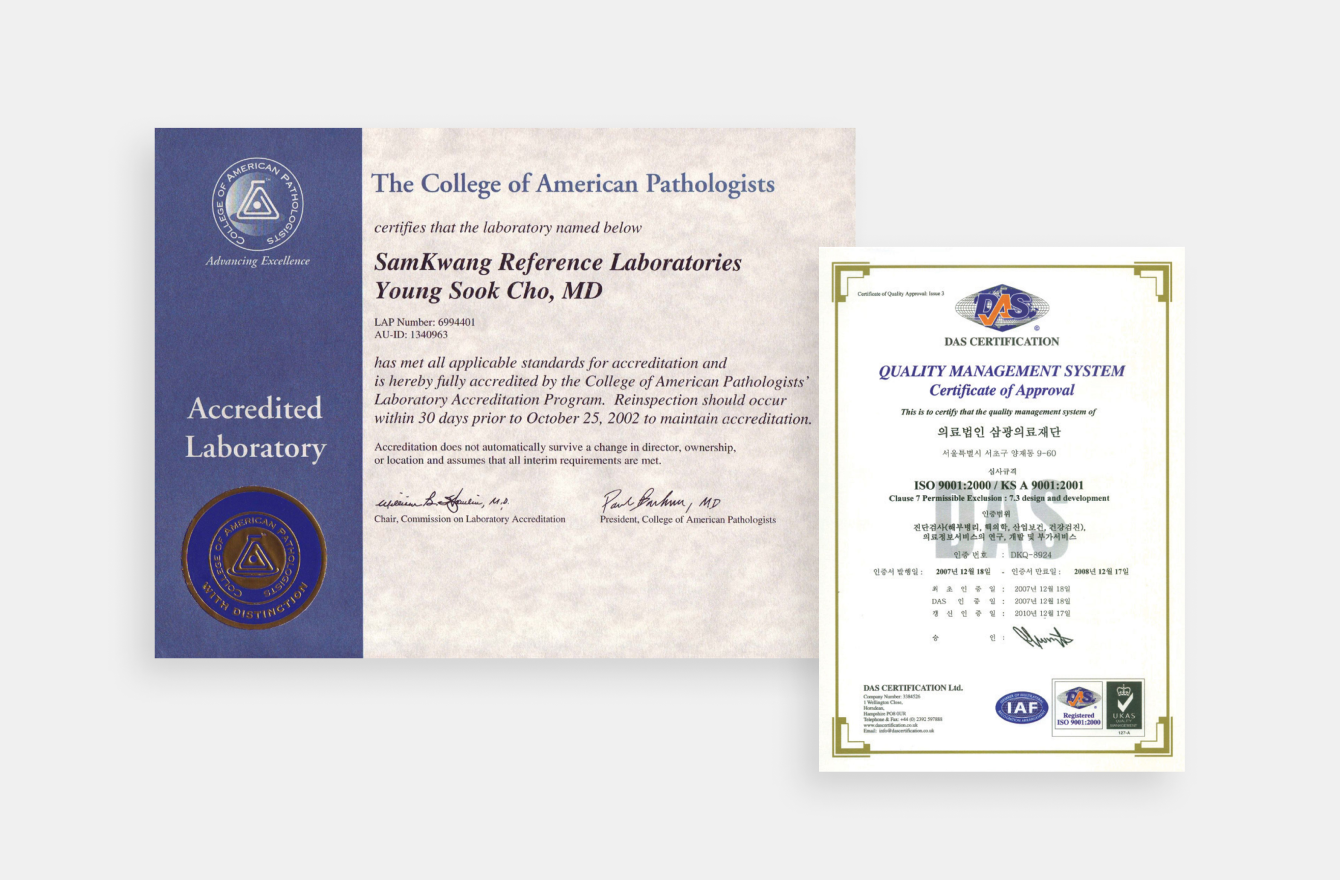 COLLEGE OF AMERICAN PATHOLOGISTS
Advancing Excellence
Accredited
Laboratory
COLLEGE OF AMERICAN PATHOLOGISTS
WITH DISTINCTION
The College of American Pathologists
certifies that the laboratory named below
SamKwang Reference Laboratories
Young Sook Cho, MD
LAP Number: 6994401
AU-ID: 1340963
has met all applicable standards for accreditation and
is hereby fully accredited by the College of American Pathologists'
Laboratory Accreditation Program. Reinspection should occur
within 30 days prior to October 25, 2002 to maintain accreditation.
Accreditation does not automatically survive a change in director, ownership,
or location and assumes that all interim requirements are met.
Chair, Commission on Laboratory Accreditation
President, College of American Pathologists
Certificate of Quality Approval: Issue 3
DAS
DAS CERTIFICATION
QUALITY MANAGEMENT SYSTEM
Certificate of Approval
This is to certify that the quality management system of
의료법인 삼광의료재단
서울특별시 서초구 양재동 9-60
심사규격
ISO 9001:2000 / KS A 9001:2001
Clause 7 Permissible Exclusion : 7.3 design and development
인증범위
진단검사(해부병리, 핵의학, 산업보건, 건강검진),
의료정보서비스의 연구, 개발 및 부가서비스
인증 번호 : DKQ-8924
인증서 발행일 : 2007년 12월 18일 - 인증서 만료일 : 2008년 12월 17일
최초인증일 : 2007년 12월 18일
DAS 인증일 : 2007년 12월 18일
갱신인증일 : 2010년 12월 17일
승인 :
DAS
DAS CERTIFICATION Ltd.
1 Wellington Close,
Telephone & Fax: +44 (0) 2392 597888
www.dascertification.co.uk
Email: info@dascertification.co.uk
IAF
DAS
Registered
ISO 9001:2000
UKAS
QUALITY
MANAGEMENT
127-A